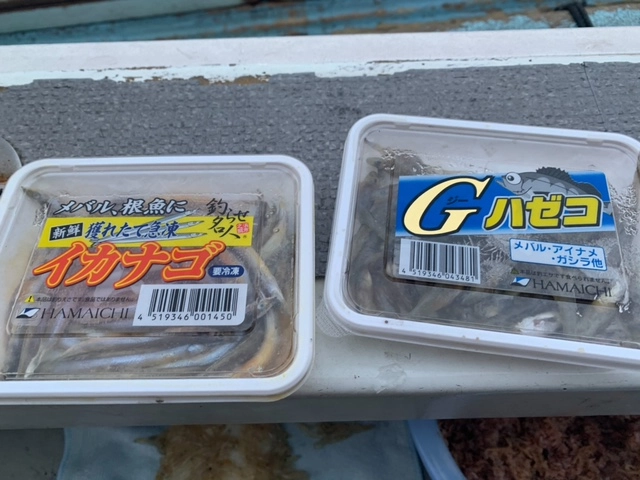 メバル、根魚に
釣らせ名人
新鮮 獲れたて急凍
イカナゴ
要冷凍
HAMAICHI
4 519346 001450
G ジー ハゼコ
メバル・アイナメ
・ガシラ他
4 519346 043481
HAMAICHI